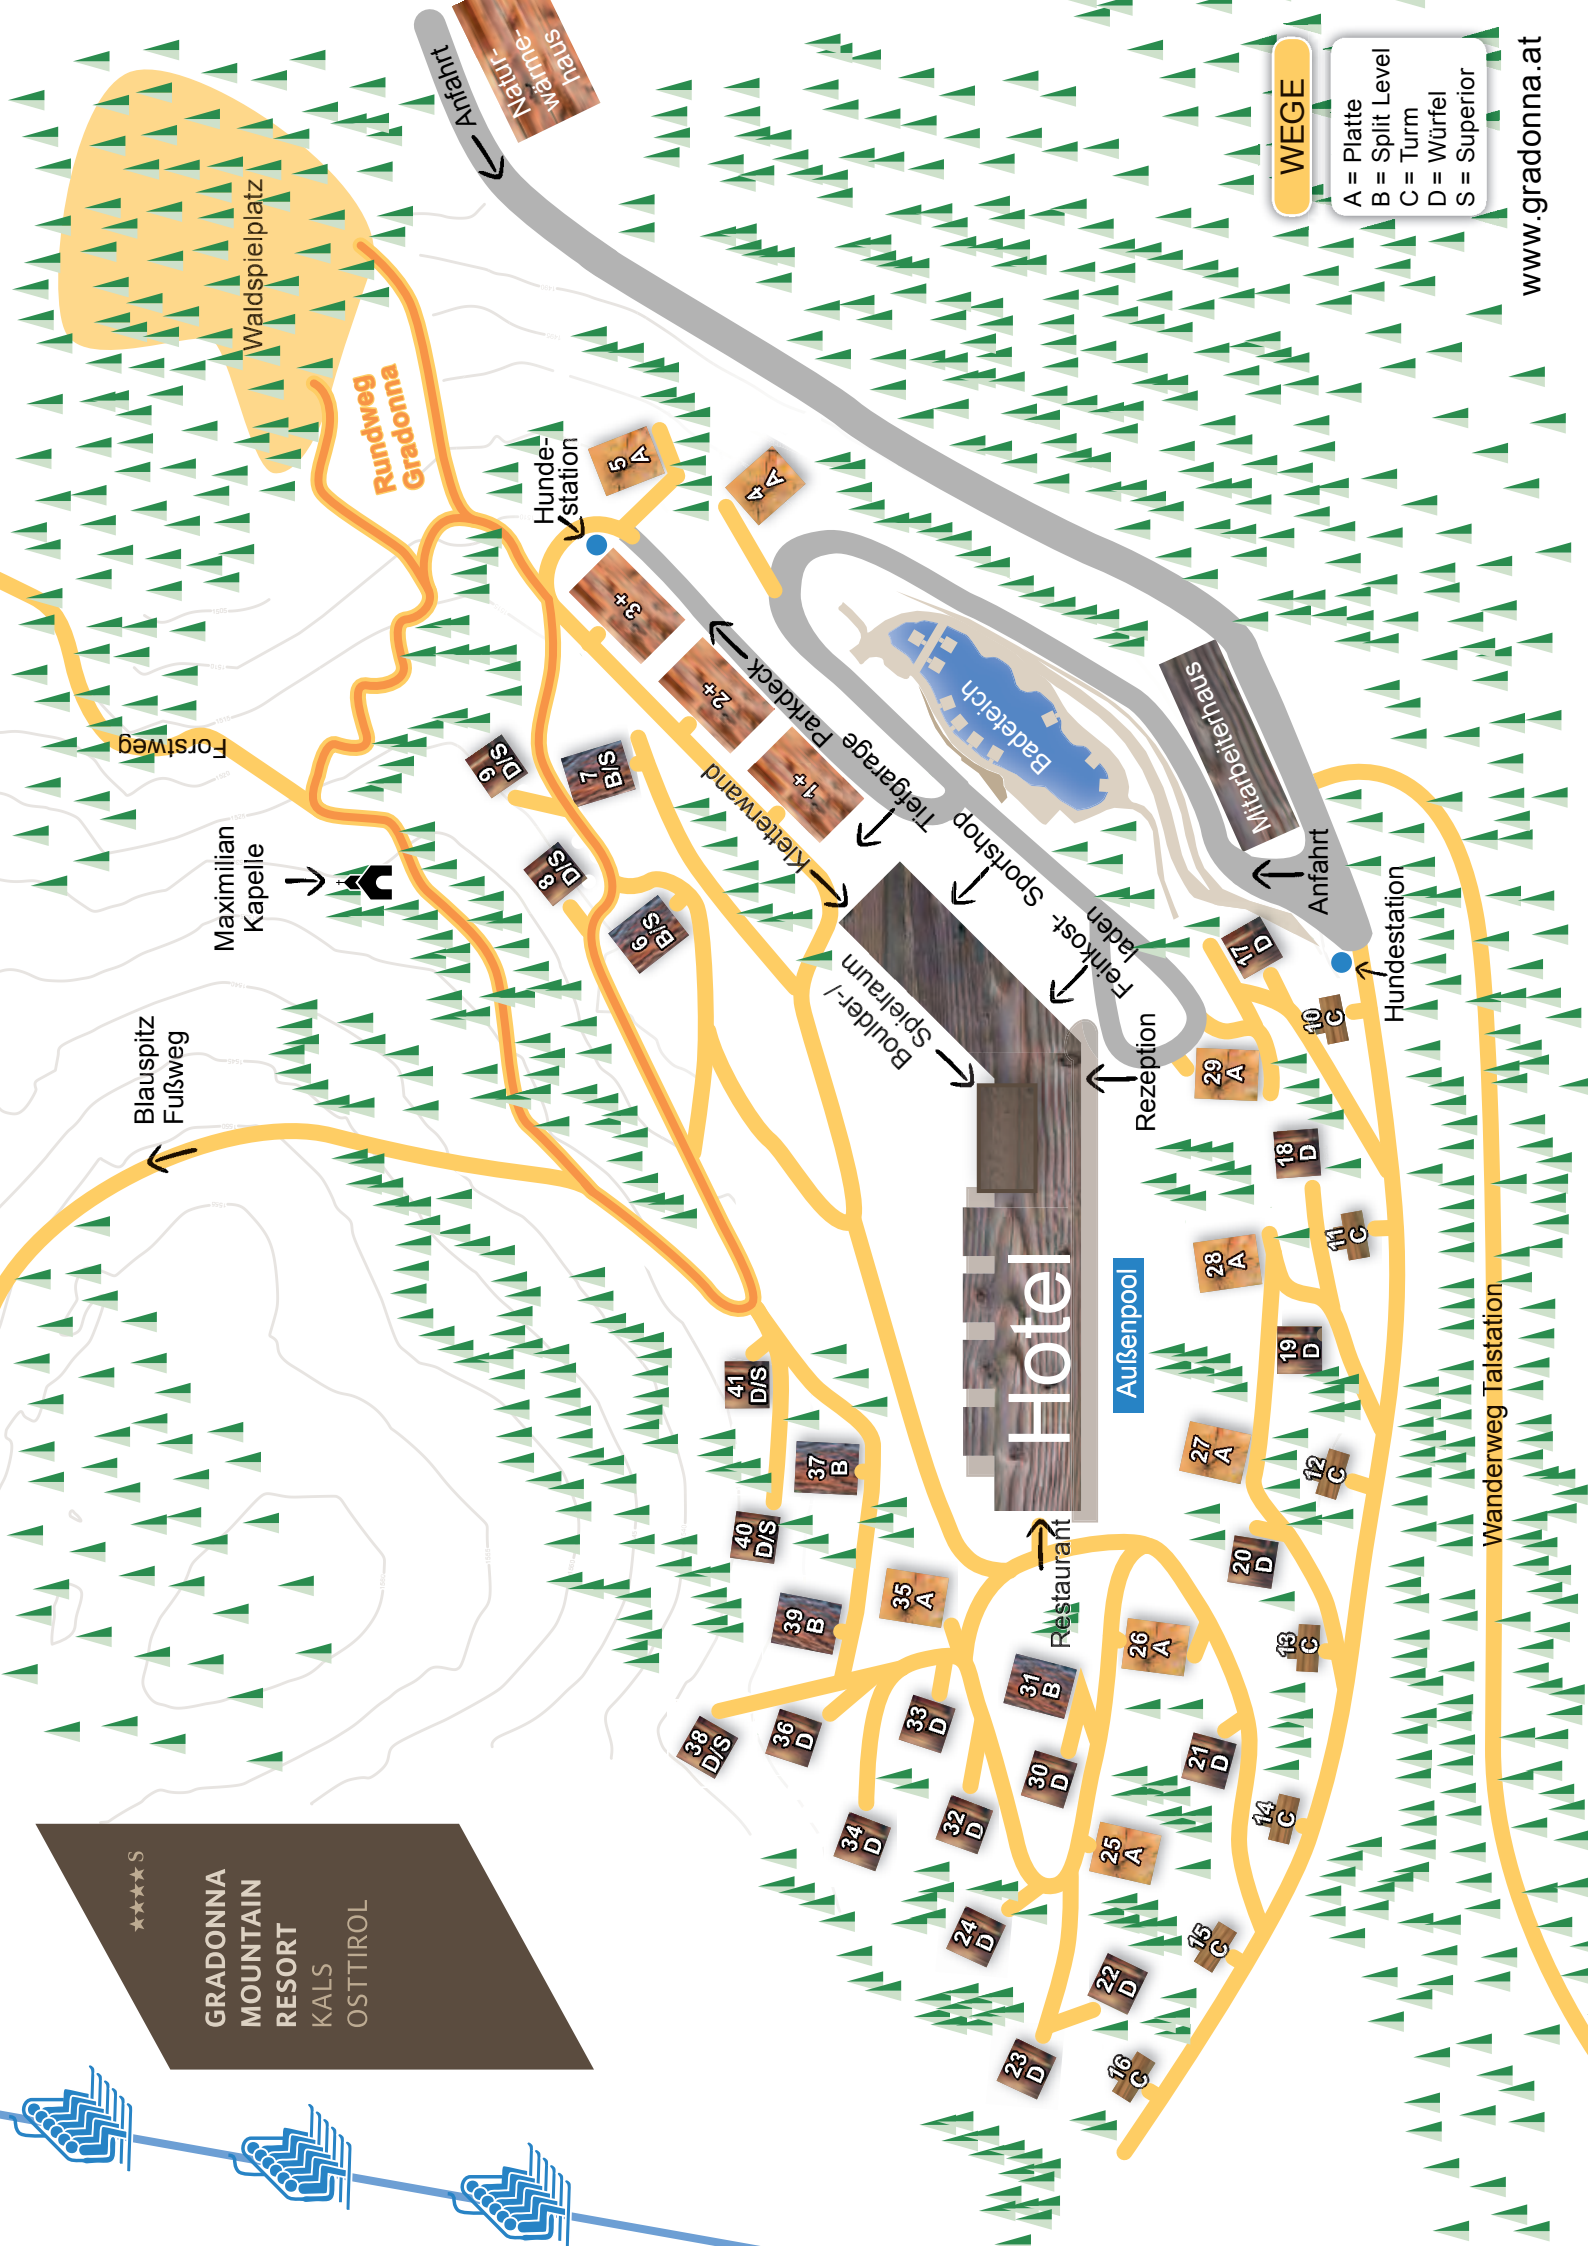 ★★★★★ S
GRADONNA
MOUNTAIN
RESORT
KALS
OSTTIROL
Blauspitz
Fußweg
Maximilian
Kapelle
Forstweg
Waldspielplatz
Rundweg
Gradonna
Anfahrt
Natur-
wärme-
haus
Hunde-
station
5
A
4
A
3+
2+
1+
Parkdeck
Tiefgarage
Kletterwand
Sportshop
Feinkost-
laden
Boulder-/
Spielraum
Badeteich
Mitarbeiterhaus
Anfahrt
Hundestation
Rezeption
Hotel
Außenpool
Restaurant
9
D/S
7
B/S
8
D/S
6
B/S
41
D/S
37
B
40
D/S
39
B
35
A
38
D/S
36
D
33
D
34
D
32
D
31
B
30
D
24
D
23
D
22
D
25
A
26
A
21
D
20
D
27
A
19
D
28
A
18
D
29
A
17
D
10
C
11
C
12
C
13
C
14
C
15
C
16
C
Wanderweg Talstation
WEGE
A = Platte
B = Split Level
C = Turm
D = Würfel
S = Superior
www.gradonna.at